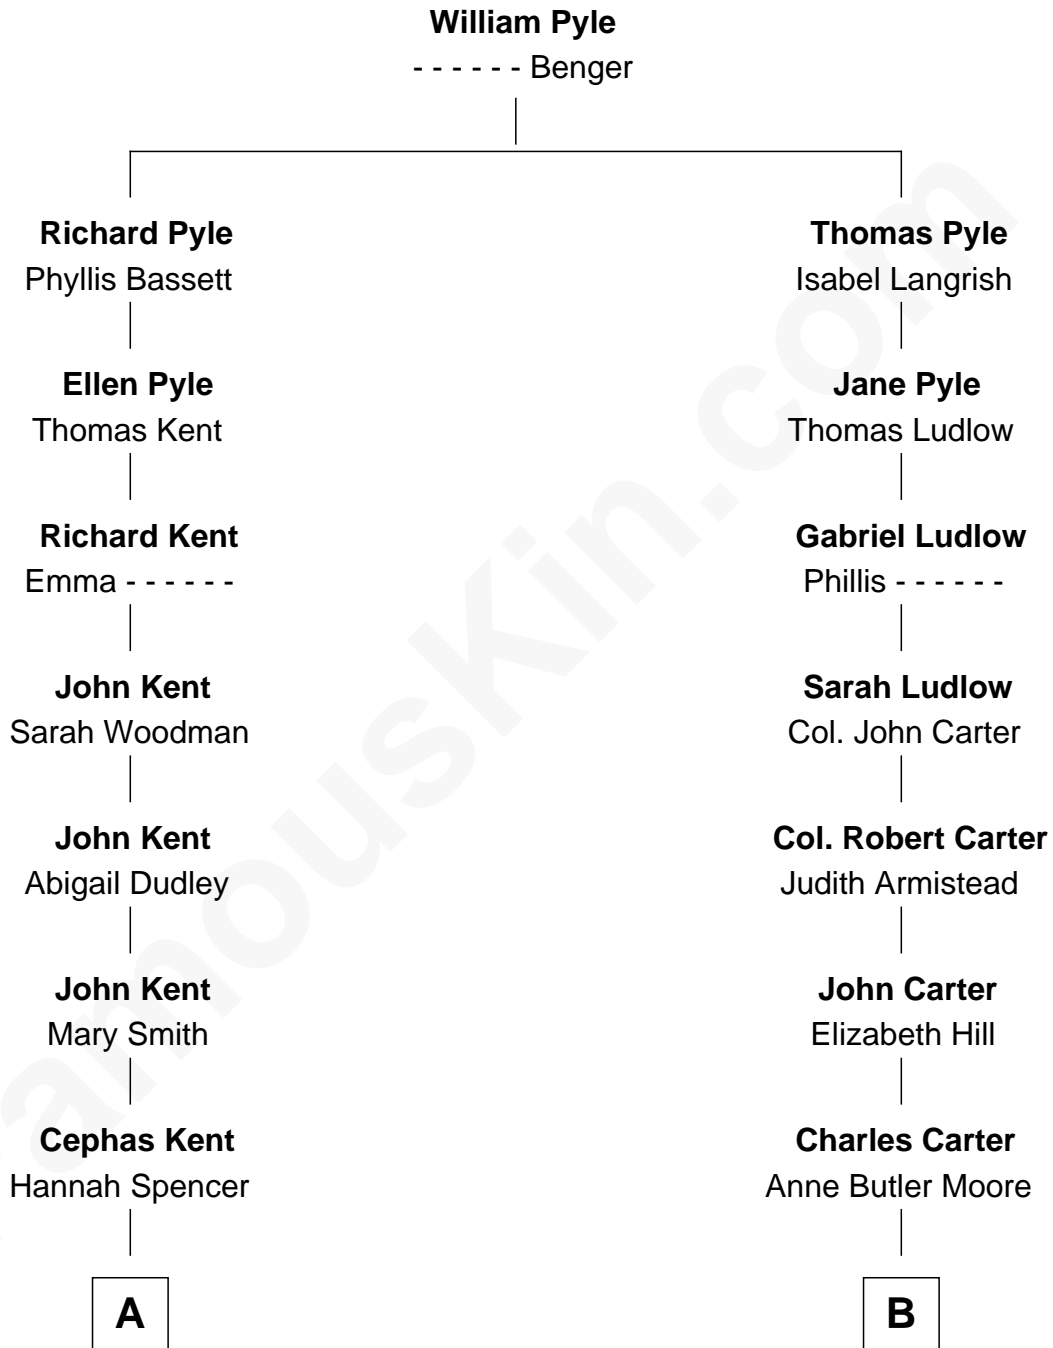 William Pyle
- - - - - - Benger
Richard Pyle
Phyllis Bassett
Thomas Pyle
Isabel Langrish
Ellen Pyle
Thomas Kent
Jane Pyle
Thomas Ludlow
Richard Kent
Emma - - - - - -
Gabriel Ludlow
Phillis - - - - - -
John Kent
Sarah Woodman
Sarah Ludlow
Col. John Carter
John Kent
Abigail Dudley
Col. Robert Carter
Judith Armistead
John Kent
Mary Smith
John Carter
Elizabeth Hill
Cephas Kent
Hannah Spencer
Charles Carter
Anne Butler Moore
A
B
amousKin.com